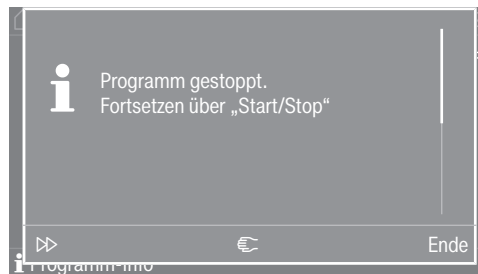 Programm gestoppt.
Fortsetzen über „Start/Stop“
Ende
Programm-Info